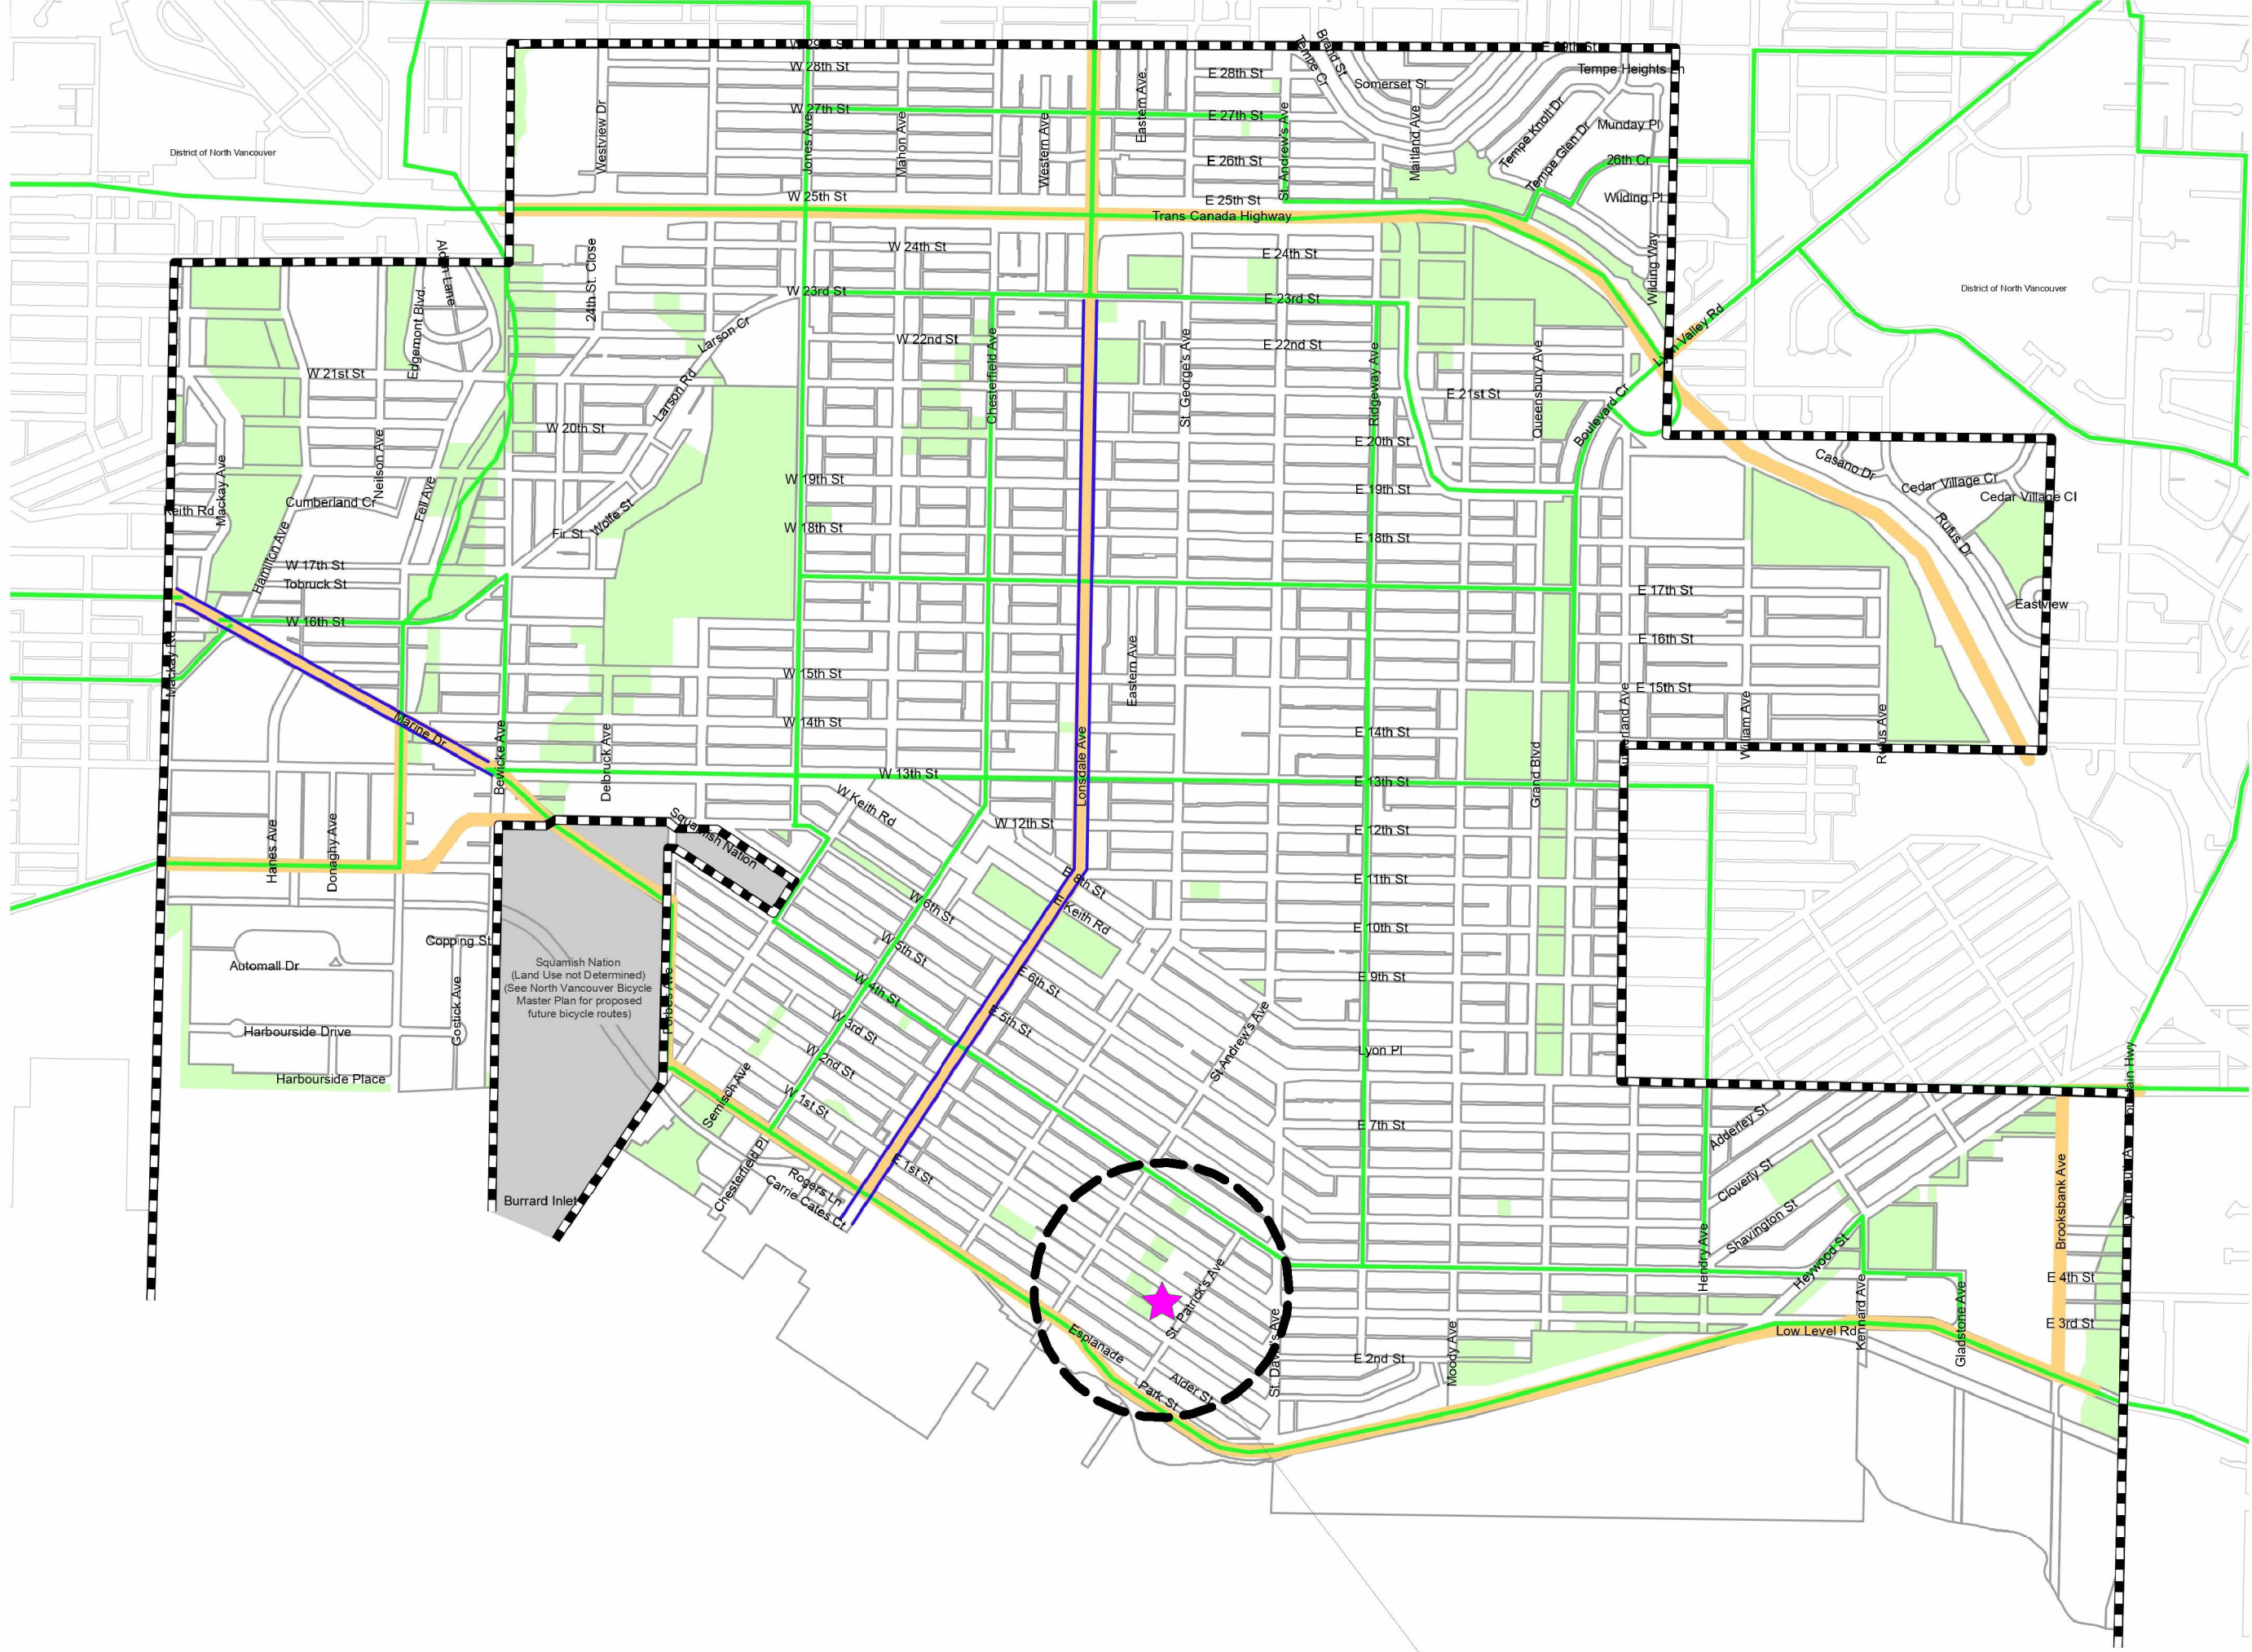 W 29th St
E 29th St
W 28th St
E 28th St
Tempe Cr
Brand St.
Somerset St.
Tempe Heights Ln
W 27th St
E 27th St
Westview Dr
Jones Ave
Mahon Ave
Western Ave
Eastern Ave.
St. Andrew's Ave
Maitland Ave
Tempe Knoll Dr
Tempe Glen Dr
Munday Pl
District of North Vancouver
E 26th St
26th Cr
W 25th St
E 25th St
Wilding Pl
Trans Canada Highway
W 24th St
E 24th St
24th St. Close
Wilding Way
Edgemont Blvd.
W 23rd St
E 23rd St
District of North Vancouver
Lynn Valley Rd
Larson Cr
W 22nd St
E 22nd St
Chesterfield Ave
St. George's Ave
Ridgeway Ave
Queensbury Ave
W 21st St
E 21st St
Larson Rd
Boulevard Cr
W 20th St
E 20th St
Neilson Ave
Mackay Ave
Casano Dr
W 19th St
E 19th St
Cedar Village Cr
Cedar Village Cl
Cumberland Cr
Fell Ave
Keith Rd
Wolfe St
Fir St
W 18th St
E 18th St
Rufus Dr
Hamilton Ave
W 17th St
Tobruck St
E 17th St
Eastview
W 16th St
E 16th St
Mackay Rd
Eastern Ave
W 15th St
E 15th St
W 14th St
E 14th St
Marine Dr
Bewicke Ave
Delbruck Ave
Lonsdale Ave
Grand Blvd
William Ave
Rufus Ave
W 13th St
E 13th St
W Keith Rd
W 12th St
E 12th St
Squamish Nation
Hanes Ave
Donaghy Ave
E 8th St
E 11th St
W 6th St
E Keith Rd
E 10th St
Copping St
W 5th St
Automall Dr
Squamish Nation
(Land Use not Determined)
(See North Vancouver Bicycle
Master Plan for proposed
future bicycle routes)
W 4th St
E 6th St
E 9th St
Gostick Ave
Forbes Ave
Harbourside Drive
W 3rd St
E 5th St
St Andrew's Ave
Lyon Pl
W 2nd St
Harbourside Place
Semisch Ave
W 1st St
E 7th St
Adderley St
Chesterfield Pl
E 1st St
Cloverly St
Rogers Ln
Carrie Cates Ct
Burrard Inlet
Shavington St
Brooksbank Ave
Hendry Ave
Heywood St
E 4th St
St. Patrick's Ave
Kennard Ave
Gladstone Ave
E 3rd St
Low Level Rd
Esplanade
St. David's Ave
E 2nd St
Moody Ave
Alder St
Park St